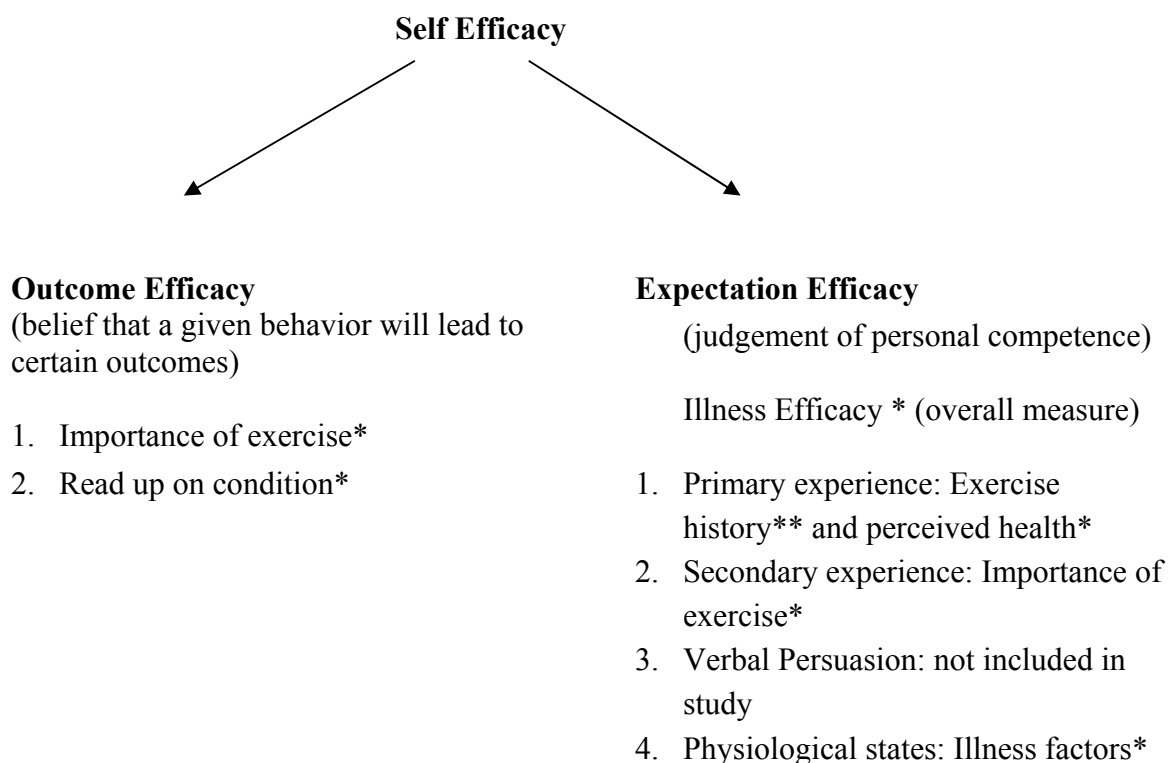 Self Efficacy
Outcome Efficacy
(belief that a given behavior will lead to
certain outcomes)
1. Importance of exercise*
2. Read up on condition*
Expectation Efficacy
(judgement of personal competence)
Illness Efficacy * (overall measure)
1. Primary experience: Exercise
history** and perceived health*
2. Secondary experience: Importance of
exercise*
3. Verbal Persuasion: not included in
study
4. Physiological states: Illness factors*